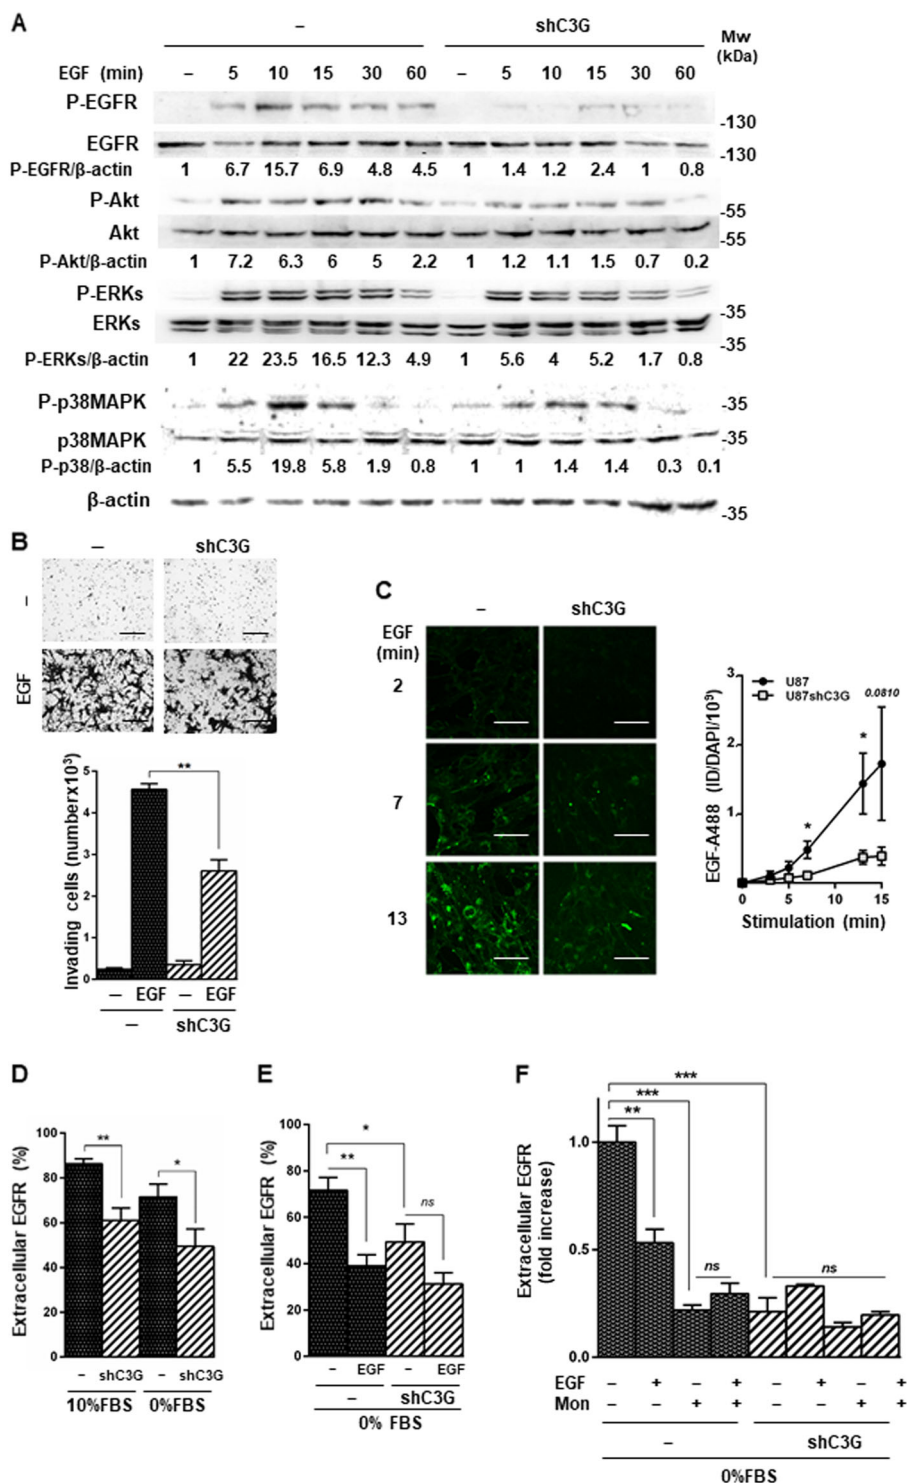 A
– shC3G Mw
(kDa)
EGF (min) – 5 10 15 30 60 – 5 10 15 30 60
P-EGFR
-130
EGFR
-130
P-EGFR/β-actin 1 6.7 15.7 6.9 4.8 4.5 1 1.4 1.2 2.4 1 0.8
P-Akt
-55
Akt
-55
P-Akt/β-actin 1 7.2 6.3 6 5 2.2 1 1.2 1.1 1.5 0.7 0.2
P-ERKs
-35
ERKs
-35
P-ERKs/β-actin 1 22 23.5 16.5 12.3 4.9 1 5.6 4 5.2 1.7 0.8
P-p38MAPK -35
p38MAPK -35
P-p38/β-actin 1 5.5 19.8 5.8 1.9 0.8 1 1 1.4 1.4 0.3 0.1
β-actin
-35
B
– shC3G
–
EGF
Invading cells (numberx10³)
5
4
3
2
1
0
**
– EGF – EGF
– shC3G
C
– shC3G
EGF
(min)
2
7
13
EGF-A488 (ID/DAPI/10⁹)
3
2
1
0
U87
U87shC3G
0.0810
*
*
0 5 10 15
Stimulation (min)
D
Extracellular EGFR (%)
100
80
60
40
20
0
** *
– shC3G – shC3G
10%FBS 0%FBS
E
Extracellular EGFR (%)
100
80
60
40
20
0
*
** ns
– EGF – EGF
– shC3G
0% FBS
F
Extracellular EGFR
(fold increase)
1.0
0.5
0.0
***
***
**
ns ns
EGF – + – + – + – +
Mon – – + + – – + +
– shC3G
0%FBS